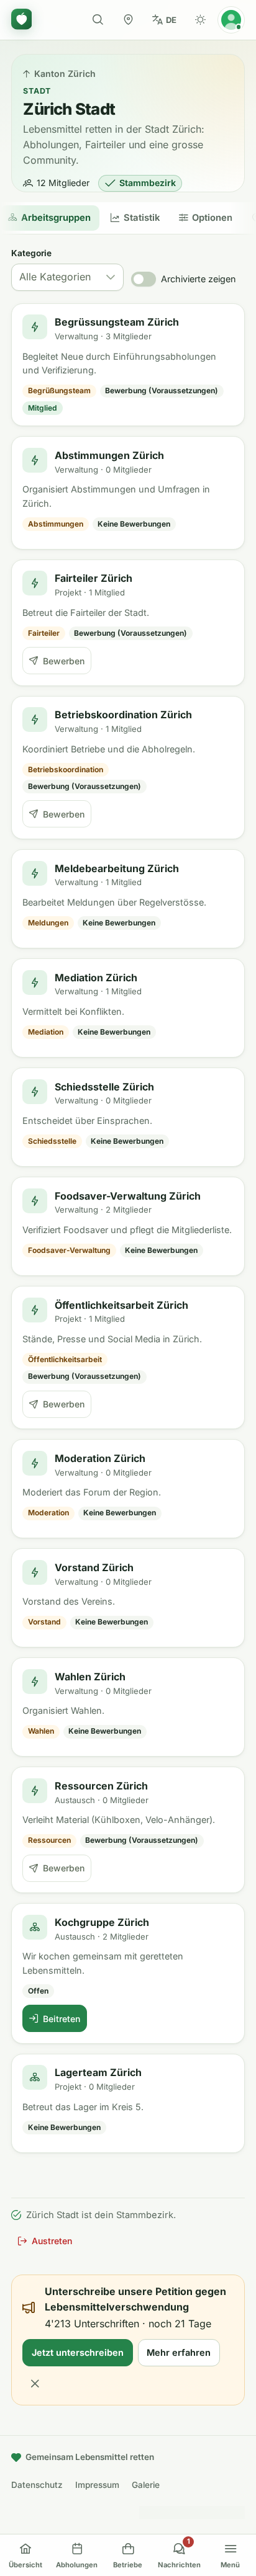 DE
Kanton Zürich
STADT
Zürich Stadt
Lebensmittel retten in der Stadt Zürich:
Abholungen, Fairteiler und eine grosse
Community.
12 Mitglieder Stammbezirk
Arbeitsgruppen Statistik Optionen
Kategorie
Alle Kategorien Archivierte zeigen
Begrüssungsteam Zürich
Verwaltung · 3 Mitglieder
Begleitet Neue durch Einführungsabholungen
und Verifizierung.
Begrüßungsteam Bewerbung (Voraussetzungen)
Mitglied
Abstimmungen Zürich
Verwaltung · 0 Mitglieder
Organisiert Abstimmungen und Umfragen in
Zürich.
Abstimmungen Keine Bewerbungen
Fairteiler Zürich
Projekt · 1 Mitglied
Betreut die Fairteiler der Stadt.
Fairteiler Bewerbung (Voraussetzungen)
Bewerben
Betriebskoordination Zürich
Verwaltung · 1 Mitglied
Koordiniert Betriebe und die Abholregeln.
Betriebskoordination
Bewerbung (Voraussetzungen)
Bewerben
Meldebearbeitung Zürich
Verwaltung · 1 Mitglied
Bearbeitet Meldungen über Regelverstösse.
Meldungen Keine Bewerbungen
Mediation Zürich
Verwaltung · 1 Mitglied
Vermittelt bei Konflikten.
Mediation Keine Bewerbungen
Schiedsstelle Zürich
Verwaltung · 0 Mitglieder
Entscheidet über Einsprachen.
Schiedsstelle Keine Bewerbungen
Foodsaver-Verwaltung Zürich
Verwaltung · 2 Mitglieder
Verifiziert Foodsaver und pflegt die Mitgliederliste.
Foodsaver-Verwaltung Keine Bewerbungen
Öffentlichkeitsarbeit Zürich
Projekt · 1 Mitglied
Stände, Presse und Social Media in Zürich.
Öffentlichkeitsarbeit
Bewerbung (Voraussetzungen)
Bewerben
Moderation Zürich
Verwaltung · 0 Mitglieder
Moderiert das Forum der Region.
Moderation Keine Bewerbungen
Vorstand Zürich
Verwaltung · 0 Mitglieder
Vorstand des Vereins.
Vorstand Keine Bewerbungen
Wahlen Zürich
Verwaltung · 0 Mitglieder
Organisiert Wahlen.
Wahlen Keine Bewerbungen
Ressourcen Zürich
Austausch · 0 Mitglieder
Verleiht Material (Kühlboxen, Velo-Anhänger).
Ressourcen Bewerbung (Voraussetzungen)
Bewerben
Kochgruppe Zürich
Austausch · 2 Mitglieder
Wir kochen gemeinsam mit geretteten
Lebensmitteln.
Offen
Beitreten
Lagerteam Zürich
Projekt · 0 Mitglieder
Betreut das Lager im Kreis 5.
Keine Bewerbungen
Zürich Stadt ist dein Stammbezirk.
Austreten
Unterschreibe unsere Petition gegen
Lebensmittelverschwendung
4'213 Unterschriften · noch 21 Tage
Jetzt unterschreiben Mehr erfahren
Gemeinsam Lebensmittel retten
Datenschutz Impressum Galerie
1
Übersicht Abholungen Betriebe Nachrichten Menü